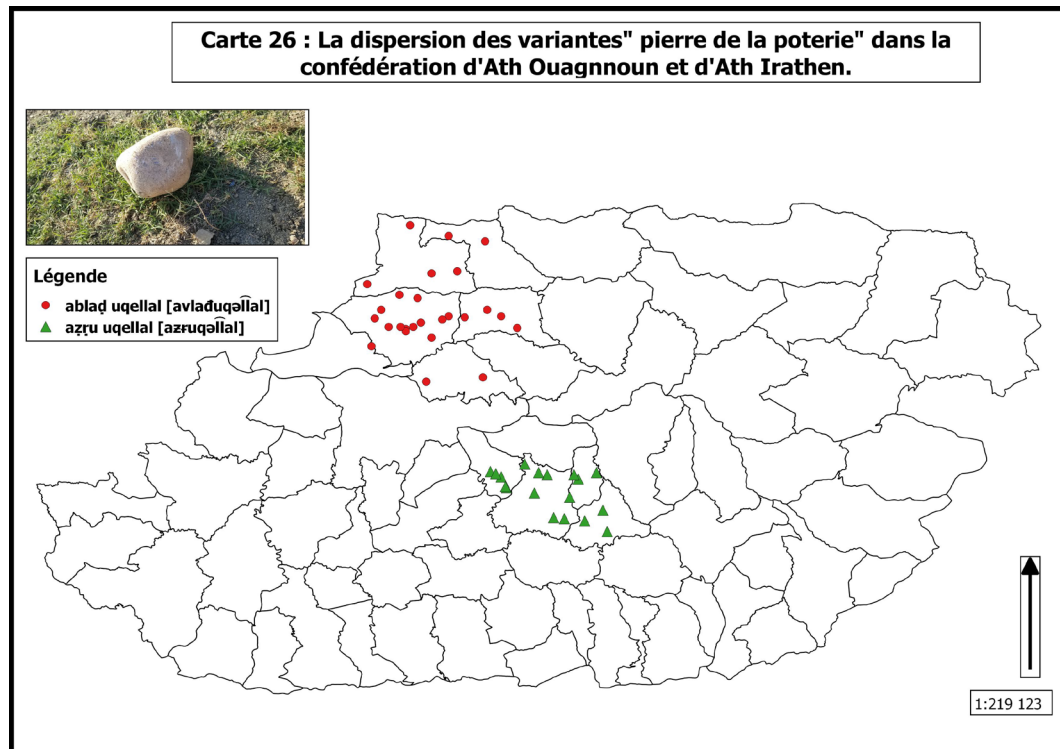 Carte 26 : La dispersion des variantes" pierre de la poterie" dans la
confédération d'Ath Ouagnnoun et d'Ath Irathen.
Légende
ablaḍ uqellal [avlađuqəl͡lal]
aẓṛu uqellal [azʀuqəl͡lal]
1:219 123